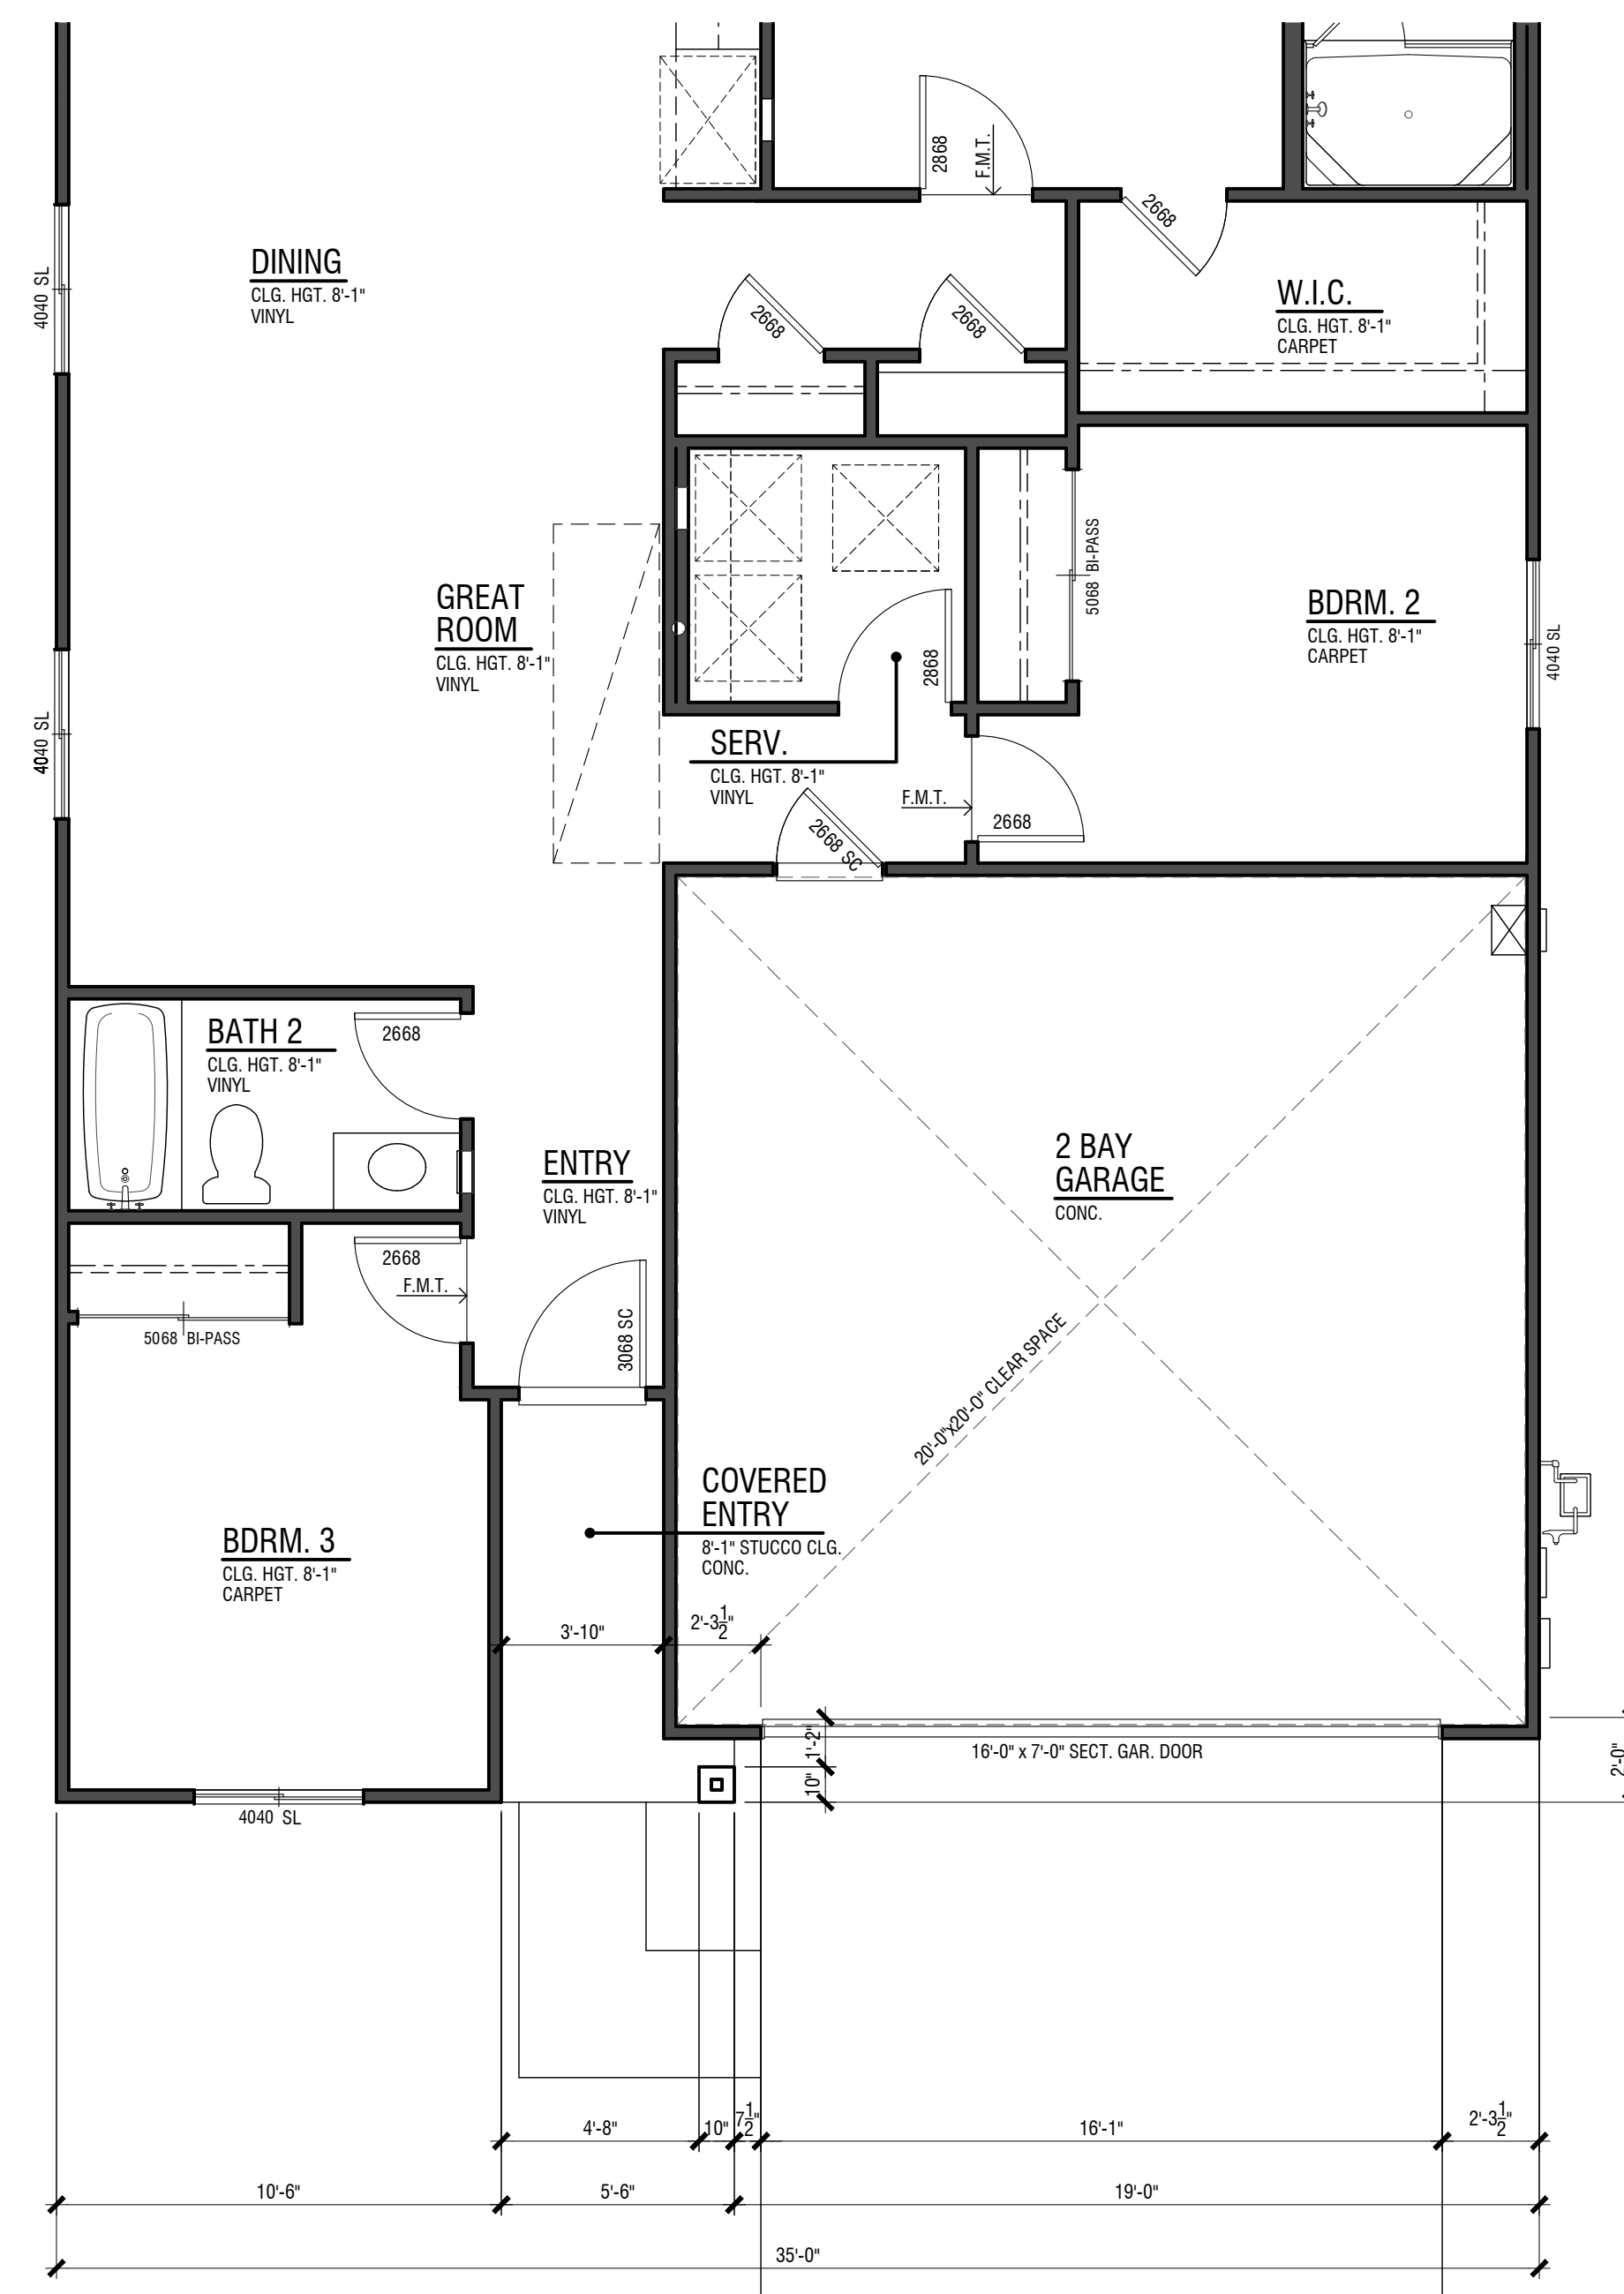 2868
F.M.T.
2668
4040 SL
DINING
CLG. HGT. 8'-1"
VINYL
W.I.C.
CLG. HGT. 8'-1"
CARPET
2668
2668
5068 BI-PASS
GREAT
ROOM
CLG. HGT. 8'-1"
VINYL
BDRM. 2
CLG. HGT. 8'-1"
CARPET
4040 SL
2868
4040 SL
SERV.
CLG. HGT. 8'-1"
VINYL
F.M.T.
2668
2668 SC
BATH 2
CLG. HGT. 8'-1"
VINYL
2668
ENTRY
CLG. HGT. 8'-1"
VINYL
2 BAY
GARAGE
CONC.
2668
F.M.T.
5068 BI-PASS
3068 SC
20'-0"x20'-0" CLEAR SPACE
COVERED
ENTRY
8'-1" STUCCO CLG.
CONC.
BDRM. 3
CLG. HGT. 8'-1"
CARPET
3'-10"
2'-3 1/2"
1'-2"
10"
16'-0" x 7'-0" SECT. GAR. DOOR
2'-0"
4040 SL
4'-8"
10"
7 1/2"
16'-1"
2'-3 1/2"
10'-6"
5'-6"
19'-0"
35'-0"